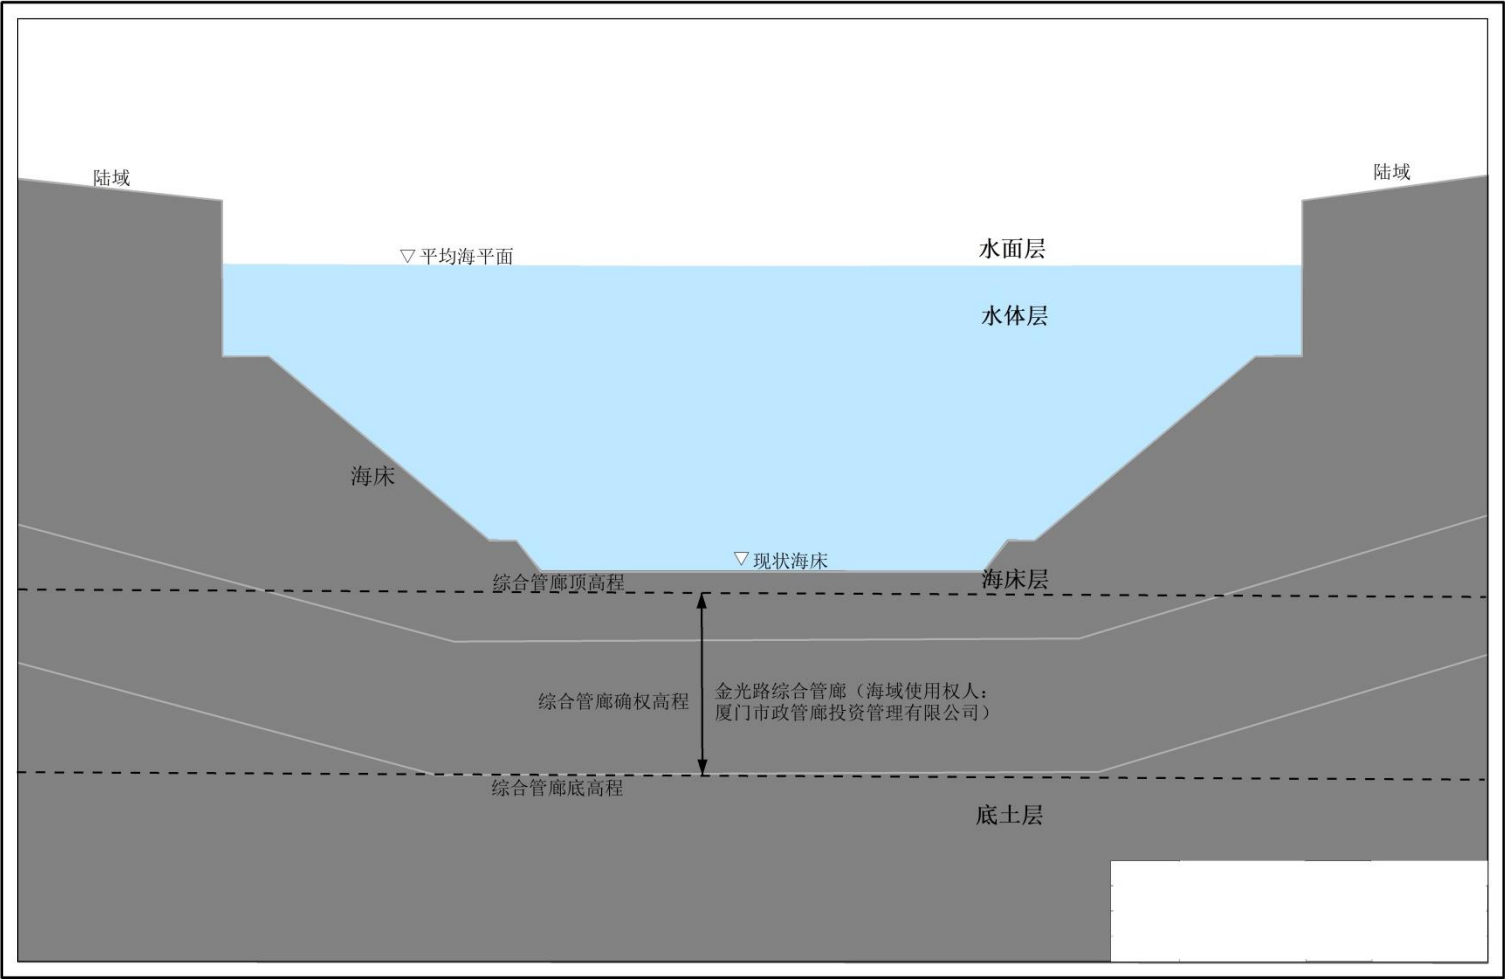 陆域
陆域
水面层
▽平均海平面
水体层
海床
▽现状海床
海床层
综合管廊顶高程
金光路综合管廊（海域使用权人：
综合管廊确权高程
厦门市政管廊投资管理有限公司）
综合管廊底高程
底土层